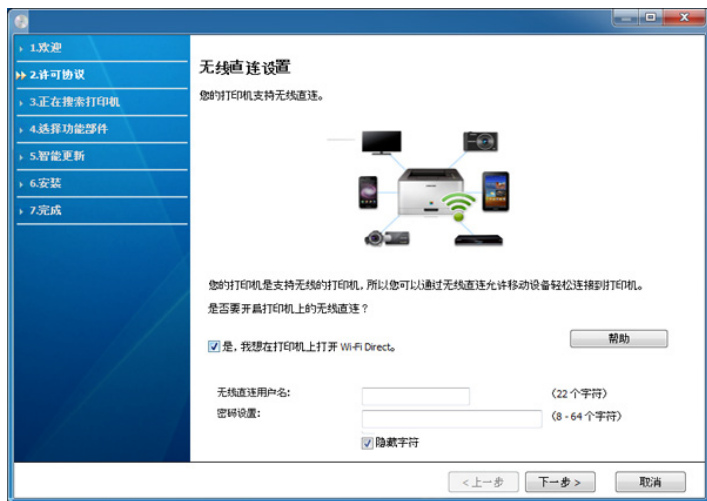 1.欢迎
2.许可协议
3.正在搜索打印机
4.选择功能部件
5.智能更新
6.安装
7.完成
无线直连设置
您的打印机支持无线直连。
您的打印机是支持无线的打印机，所以您可以通过无线直连允许移动设备轻松连接到打印机。
是否要开启打印机上的无线直连？
是，我想在打印机上打开 Wi-Fi Direct。
帮助
无线直连用户名: （22 个字符）
密码设置: （8 - 64 个字符）
隐藏字符
< 上一步 下一步 > 取消